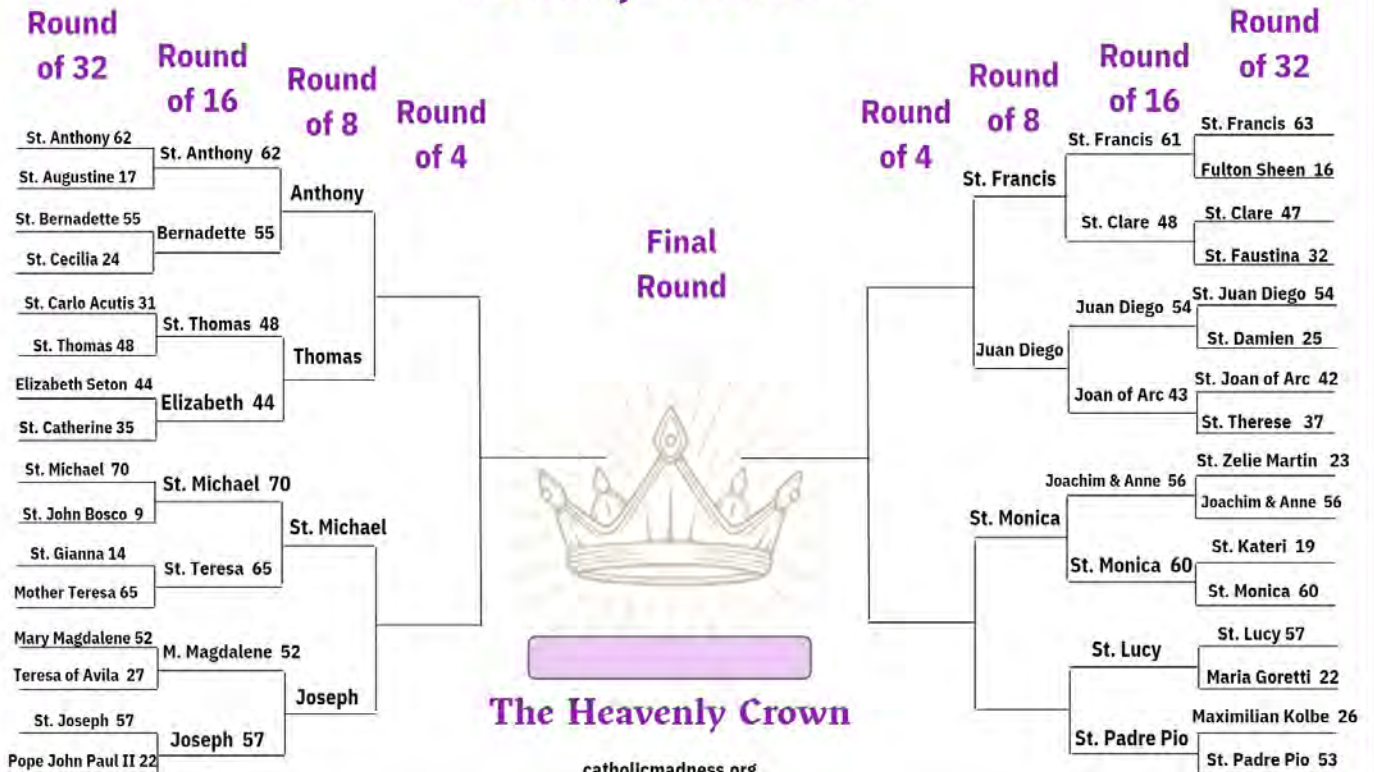 Round
of 32
Round
of 16
Round
of 8
Round
of 4
St. Anthony 62
St. Augustine 17
St. Bernadette 55
St. Cecilia 24
St. Carlo Acutis 31
St. Thomas 48
Elizabeth Seton 44
St. Catherine 35
St. Michael 70
St. John Bosco 9
St. Gianna 14
Mother Teresa 65
Mary Magdalene 52
Teresa of Avila 27
St. Joseph 57
Pope John Paul II 22
St. Anthony 62
Bernadette 55
St. Thomas 48
Elizabeth 44
St. Michael 70
St. Teresa 65
M. Magdalene 52
Joseph 57
Anthony
Thomas
St. Michael
Joseph
Final
Round
The Heavenly Crown
catholicmadness.org
Round
of 4
Round
of 8
Round
of 16
Round
of 32
St. Francis
Juan Diego
St. Monica
St. Francis 61
St. Clare 48
Juan Diego 54
Joan of Arc 43
Joachim & Anne 56
St. Monica 60
St. Lucy
St. Padre Pio
St. Francis 63
Fulton Sheen 16
St. Clare 47
St. Faustina 32
St. Juan Diego 54
St. Damien 25
St. Joan of Arc 42
St. Therese 37
St. Zelie Martin 23
Joachim & Anne 56
St. Kateri 19
St. Monica 60
St. Lucy 57
Maria Goretti 22
Maximilian Kolbe 26
St. Padre Pio 53